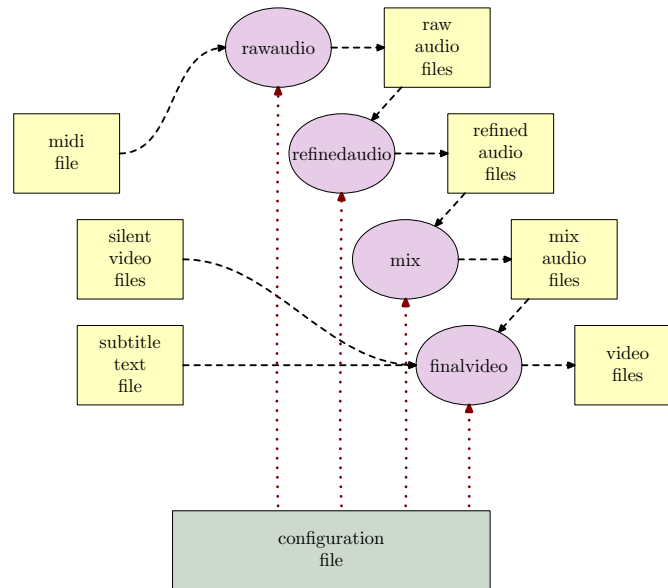 rawaudio
raw
audio
files
midi
file
refinedaudio
refined
audio
files
silent
video
files
mix
mix
audio
files
subtitle
text
file
finalvideo
video
files
configuration
file